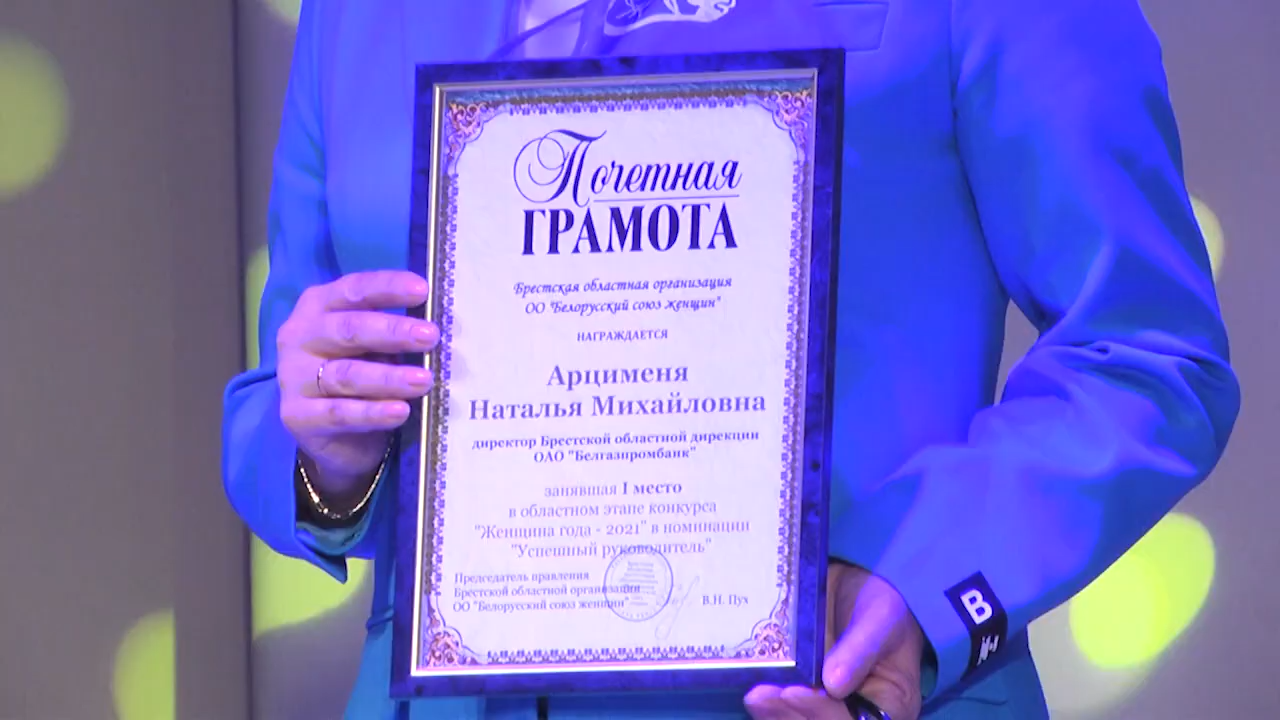 Почетная
ГРАМОТА
Брестская областная организация
ОО "Белорусский союз женщин"
НАГРАЖДАЕТСЯ
Арцименя
Наталья Михайловна
директор Брестской областной дирекции
ОАО "Белгазпромбанк"
занявшая I место
в областном этапе конкурса
"Женщина года - 2021" в номинации
"Успешный руководитель"
Председатель правления
Брестской областной организации
ОО "Белорусский союз женщин"
В.Н. Пух
B